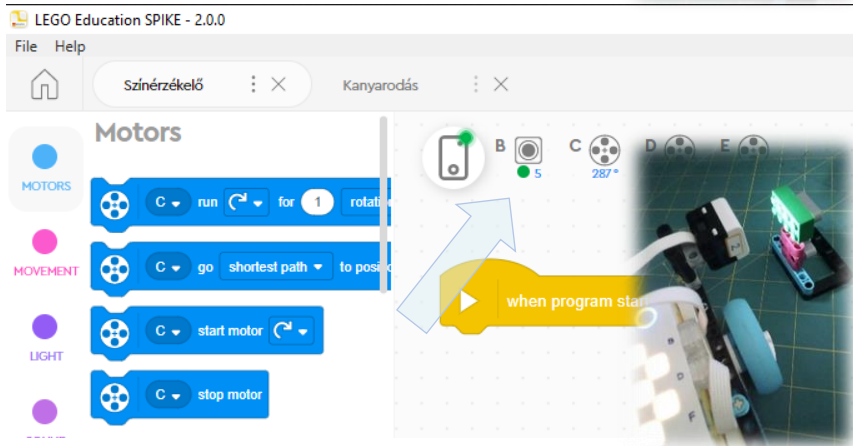 LEGO Education SPIKE - 2.0.0
File Help
Színérzékelő Kanyarodás
Motors
B C D E
5 287°
MOTORS
C run for 1
C go shortest path to
MOVEMENT
when program
C start motor
LIGHT
C stop motor
B
D
F